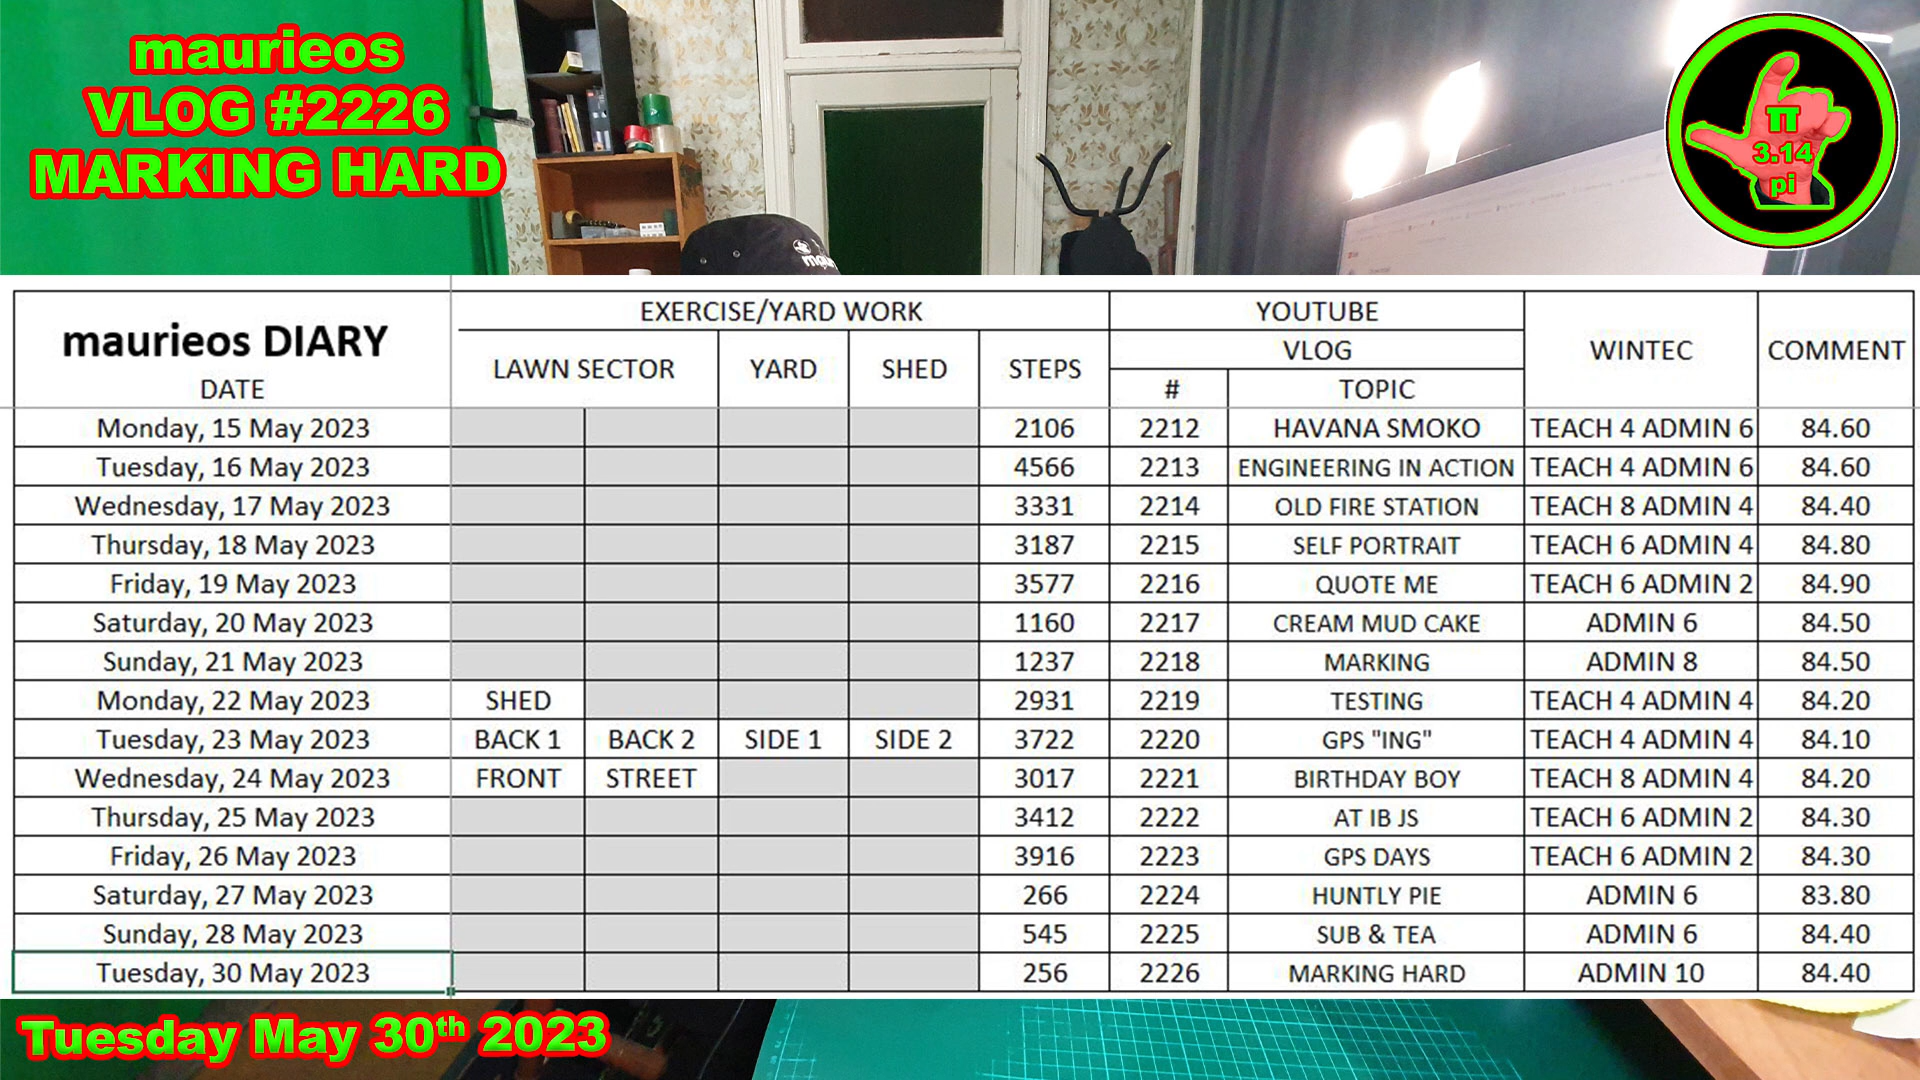 maurieos
VLOG #2226
MARKING HARD
π
3.14
pi
maurieos DIARY
DATE
EXERCISE/YARD WORK
LAWN SECTOR YARD SHED STEPS
YOUTUBE
VLOG
# TOPIC
WINTEC
COMMENT
Monday, 15 May 2023 2106 2212 HAVANA SMOKO TEACH 4 ADMIN 6 84.60
Tuesday, 16 May 2023 4566 2213 ENGINEERING IN ACTION TEACH 4 ADMIN 6 84.60
Wednesday, 17 May 2023 3331 2214 OLD FIRE STATION TEACH 8 ADMIN 4 84.40
Thursday, 18 May 2023 3187 2215 SELF PORTRAIT TEACH 6 ADMIN 4 84.80
Friday, 19 May 2023 3577 2216 QUOTE ME TEACH 6 ADMIN 2 84.90
Saturday, 20 May 2023 1160 2217 CREAM MUD CAKE ADMIN 6 84.50
Sunday, 21 May 2023 1237 2218 MARKING ADMIN 8 84.50
Monday, 22 May 2023 SHED 2931 2219 TESTING TEACH 4 ADMIN 4 84.20
Tuesday, 23 May 2023 BACK 1 BACK 2 SIDE 1 SIDE 2 3722 2220 GPS "ING" TEACH 4 ADMIN 4 84.10
Wednesday, 24 May 2023 FRONT STREET 3017 2221 BIRTHDAY BOY TEACH 8 ADMIN 4 84.20
Thursday, 25 May 2023 3412 2222 AT IB JS TEACH 6 ADMIN 2 84.30
Friday, 26 May 2023 3916 2223 GPS DAYS TEACH 6 ADMIN 2 84.30
Saturday, 27 May 2023 266 2224 HUNTLY PIE ADMIN 6 83.80
Sunday, 28 May 2023 545 2225 SUB & TEA ADMIN 6 84.40
Tuesday, 30 May 2023 256 2226 MARKING HARD ADMIN 10 84.40
Tuesday May 30th 2023